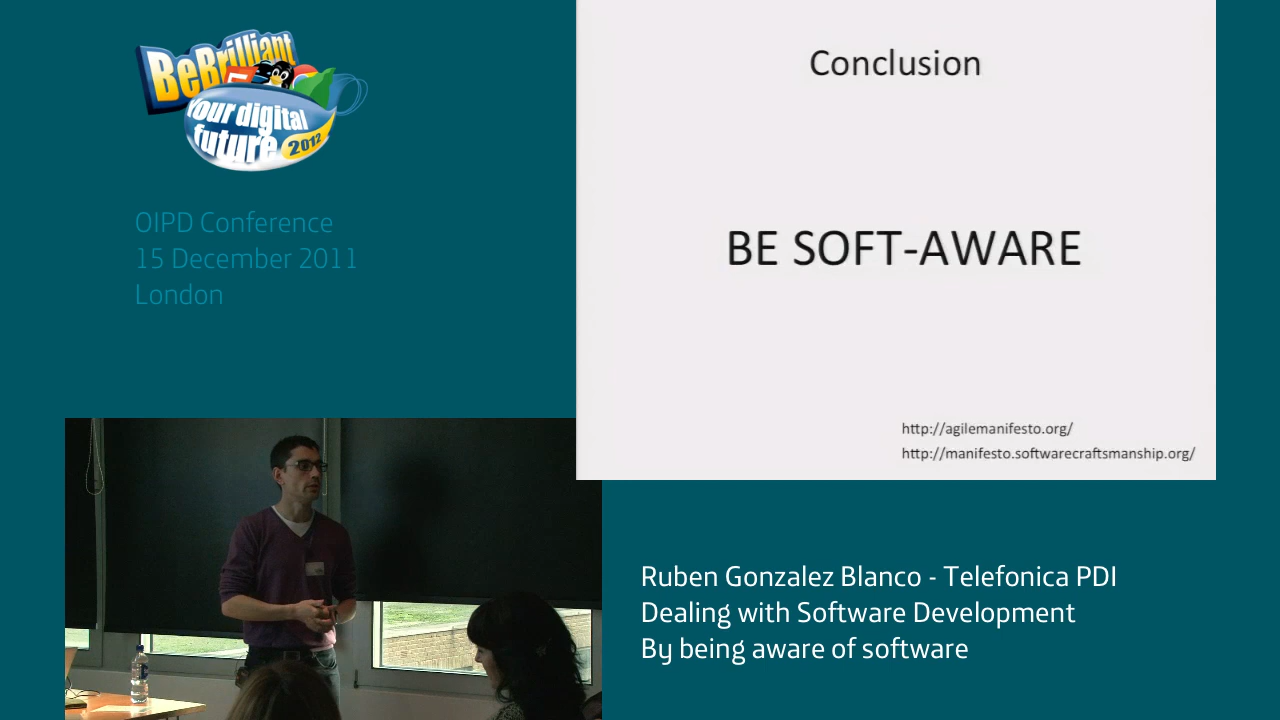 BeBrilliant
your digital
future
2012
OIPD Conference
15 December 2011
London
Conclusion
BE SOFT-AWARE
http://agilemanifesto.org/
http://manifesto.softwarecraftsmanship.org/
Ruben Gonzalez Blanco - Telefonica PDI
Dealing with Software Development
By being aware of software